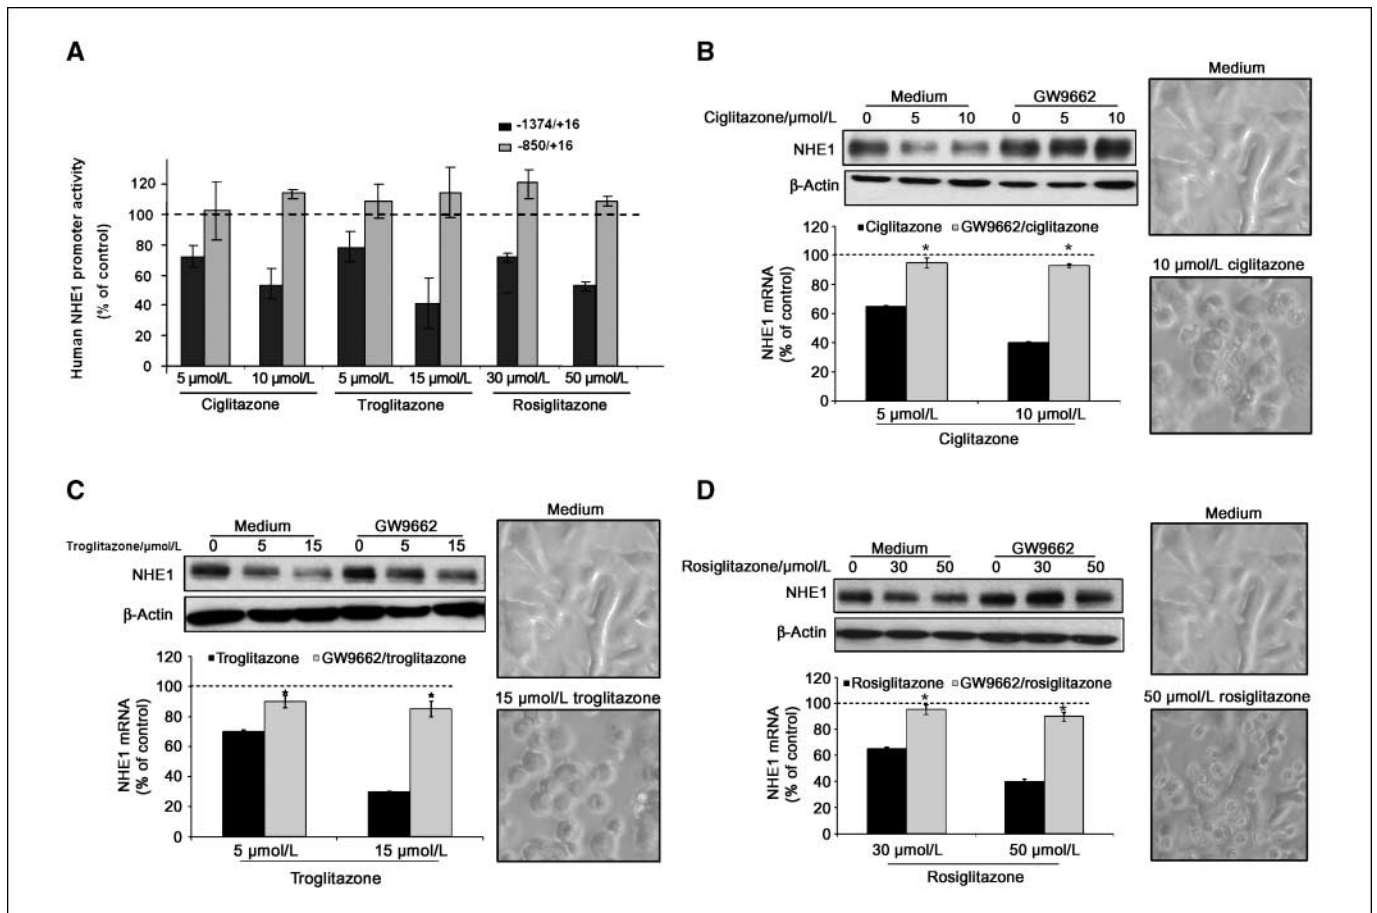 A
-1374/+16
-850/+16
Human NHE1 promoter activity
(% of control)
120
100
80
60
40
20
0
5 µmol/L 10 µmol/L 5 µmol/L 15 µmol/L 30 µmol/L 50 µmol/L
Ciglitazone Troglitazone Rosiglitazone
B
Medium GW9662
Ciglitazone/µmol/L 0 5 10 0 5 10
NHE1
β-Actin
Ciglitazone GW9662/ciglitazone
NHE1 mRNA
(% of control)
120
100
80
60
40
20
0
* *
5 µmol/L 10 µmol/L
Ciglitazone
Medium
10 µmol/L ciglitazone
C
Medium GW9662
Troglitazone/µmol/L 0 5 15 0 5 15
NHE1
β-Actin
Troglitazone GW9662/troglitazone
NHE1 mRNA
(% of control)
120
100
80
60
40
20
0
* *
5 µmol/L 15 µmol/L
Troglitazone
Medium
15 µmol/L troglitazone
D
Medium GW9662
Rosiglitazone/µmol/L 0 30 50 0 30 50
NHE1
β-Actin
Rosiglitazone GW9662/rosiglitazone
NHE1 mRNA
(% of control)
120
100
80
60
40
20
0
* *
30 µmol/L 50 µmol/L
Rosiglitazone
Medium
50 µmol/L rosiglitazone